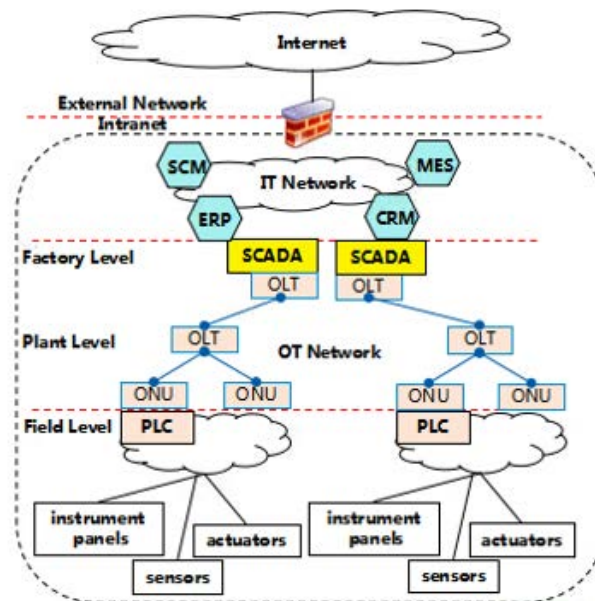 Internet
External Network
Intranet
SCM
MES
IT Network
ERP
CRM
Factory Level
SCADA
SCADA
OLT
OLT
Plant Level
OLT
OT Network
OLT
ONU
ONU
ONU
ONU
Field Level
PLC
PLC
instrument
panels
actuators
instrument
panels
actuators
sensors
sensors